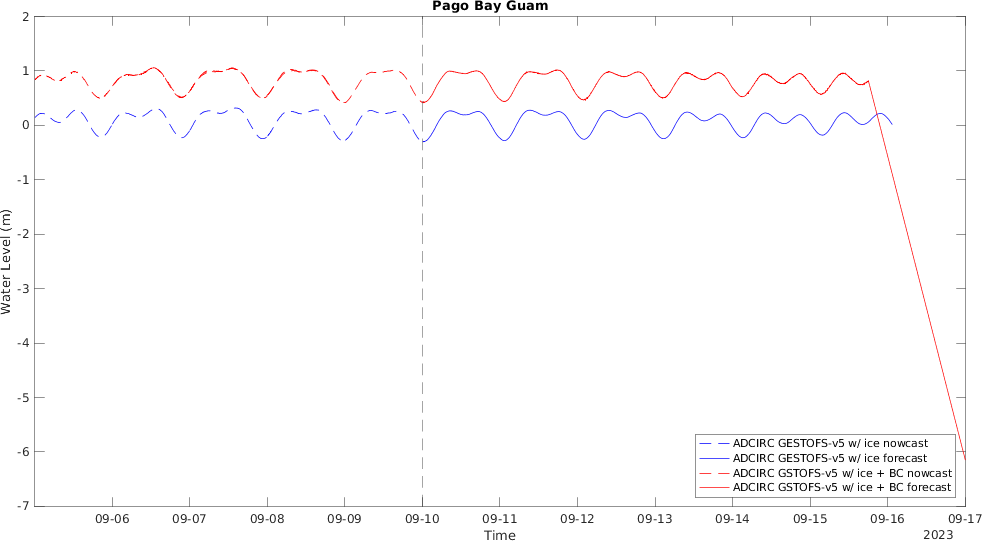 Pago Bay Guam
2
1
0
-1
-2
-3
-4
-5
-6
-7
Water Level (m)
ADCIRC GESTOFS-v5 w/ ice nowcast
ADCIRC GESTOFS-v5 w/ ice forecast
ADCIRC GSTOFS-v5 w/ ice + BC nowcast
ADCIRC GSTOFS-v5 w/ ice + BC forecast
09-06 09-07 09-08 09-09 09-10 09-11 09-12 09-13 09-14 09-15 09-16 09-17
Time
2023